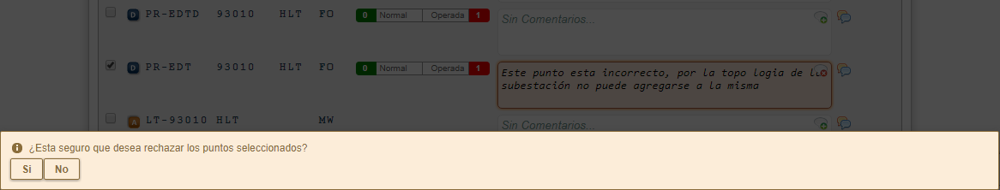 D PR-EDTD 93010 HLT FO 0 Normal Operada 1 Sin Comentarios...
D PR-EDT 93010 HLT FO 0 Normal Operada 1 Este punto esta incorrecto, por la topo logia de la
subestación no puede agregarse a la misma
A LT-93010 HLT MW Sin Comentarios...
¿Esta seguro que desea rechazar los puntos seleccionados?
Si No